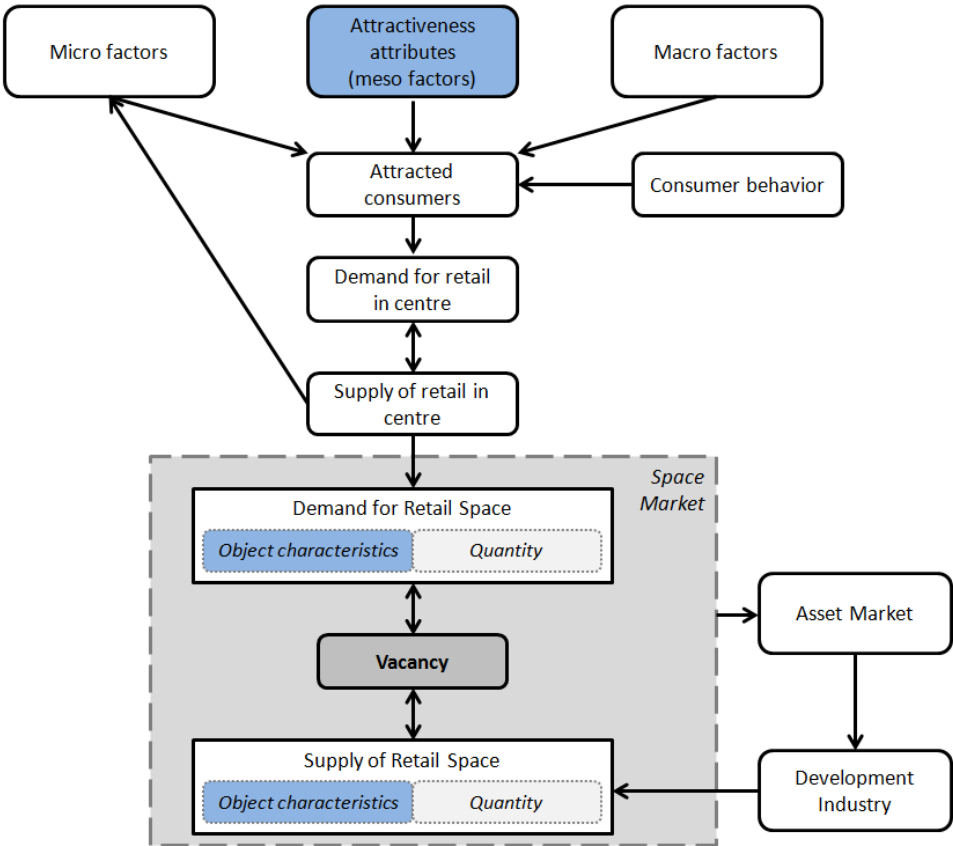 Micro factors
Attractiveness
attributes
(meso factors)
Macro factors
Attracted
consumers
Consumer behavior
Demand for retail
in centre
Supply of retail in
centre
Space
Market
Demand for Retail Space
Object characteristics
Quantity
Asset Market
Vacancy
Supply of Retail Space
Object characteristics
Quantity
Development
Industry